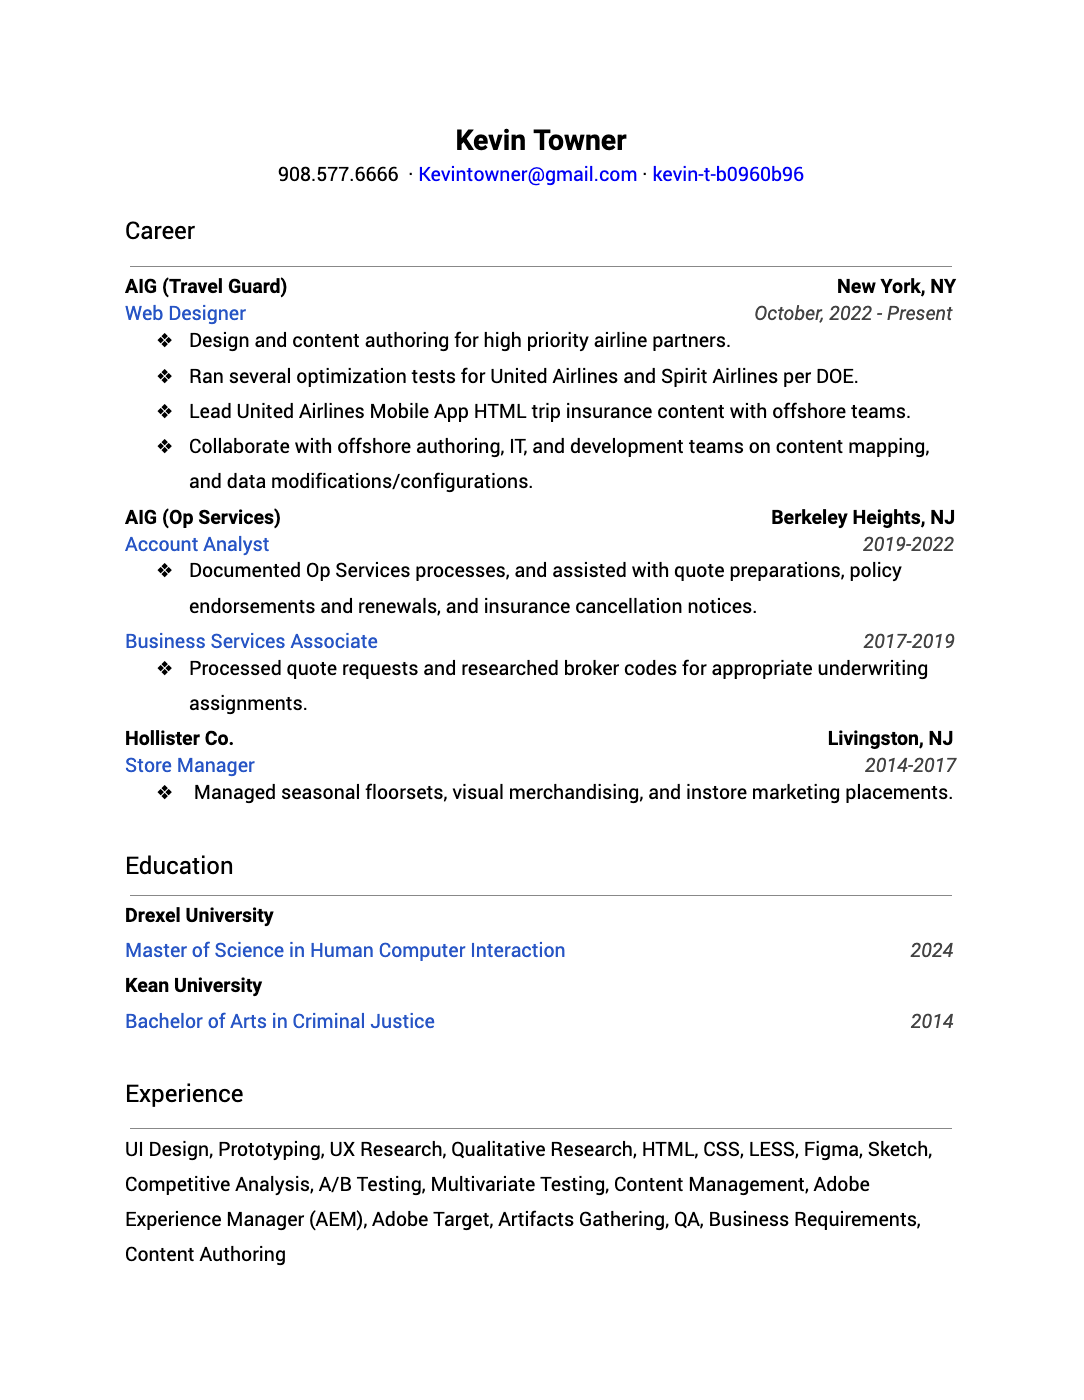 Kevin Towner
908.577.6666 · Kevintowner@gmail.com · kevin-t-b0960b96
Career
AIG (Travel Guard) New York, NY
Web Designer October, 2022 - Present
❖ Design and content authoring for high priority airline partners.
❖ Ran several optimization tests for United Airlines and Spirit Airlines per DOE.
❖ Lead United Airlines Mobile App HTML trip insurance content with offshore teams.
❖ Collaborate with offshore authoring, IT, and development teams on content mapping,
and data modifications/configurations.
AIG (Op Services) Berkeley Heights, NJ
Account Analyst 2019-2022
❖ Documented Op Services processes, and assisted with quote preparations, policy
endorsements and renewals, and insurance cancellation notices.
Business Services Associate 2017-2019
❖ Processed quote requests and researched broker codes for appropriate underwriting
assignments.
Hollister Co. Livingston, NJ
Store Manager 2014-2017
❖ Managed seasonal floorsets, visual merchandising, and instore marketing placements.
Education
Drexel University
Master of Science in Human Computer Interaction 2024
Kean University
Bachelor of Arts in Criminal Justice 2014
Experience
UI Design, Prototyping, UX Research, Qualitative Research, HTML, CSS, LESS, Figma, Sketch,
Competitive Analysis, A/B Testing, Multivariate Testing, Content Management, Adobe
Experience Manager (AEM), Adobe Target, Artifacts Gathering, QA, Business Requirements,
Content Authoring